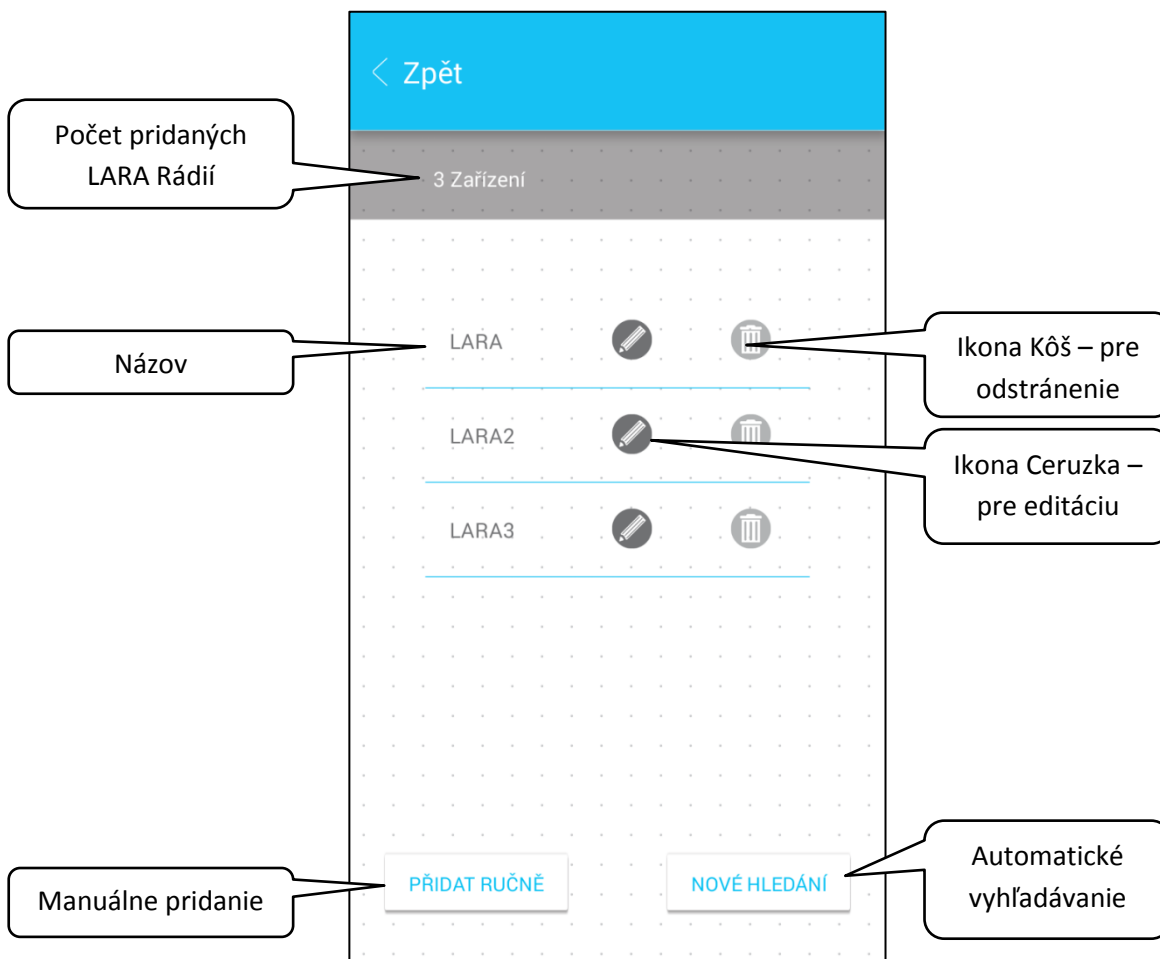 Zpět
Počet pridaných
LARA Rádií
3 Zařízení
Názov
LARA
Ikona Kôš – pre
odstránenie
LARA2
Ikona Ceruzka –
pre editáciu
LARA3
Manuálne pridanie
PŘIDAT RUČNĚ
NOVÉ HLEDÁNÍ
Automatické
vyhľadávanie